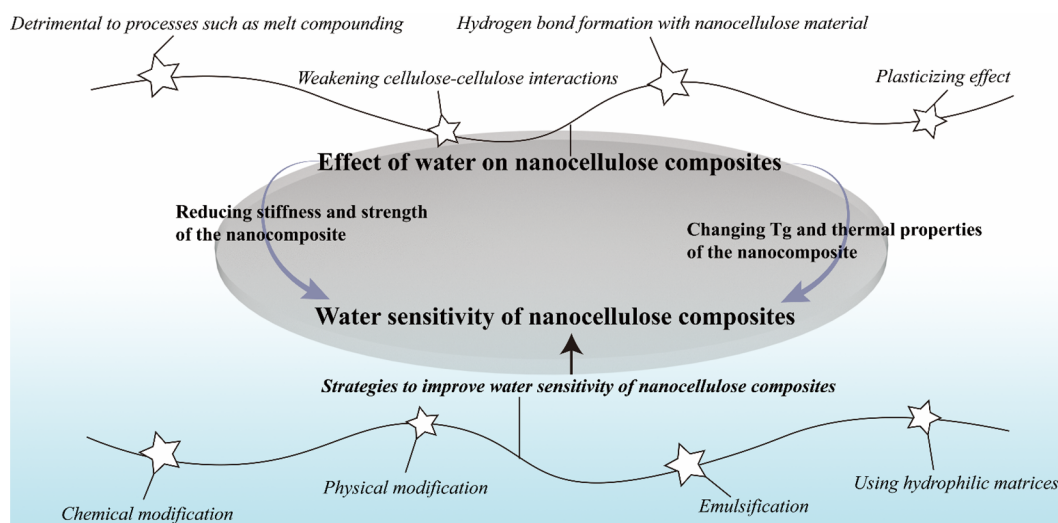 Detrimental to processes such as melt compounding
Hydrogen bond formation with nanocellulose material
Weakening cellulose-cellulose interactions
Plasticizing effect
Effect of water on nanocellulose composites
Reducing stiffness and strength
of the nanocomposite
Changing Tg and thermal properties
of the nanocomposite
Water sensitivity of nanocellulose composites
Strategies to improve water sensitivity of nanocellulose composites
Chemical modification
Physical modification
Emulsification
Using hydrophilic matrices